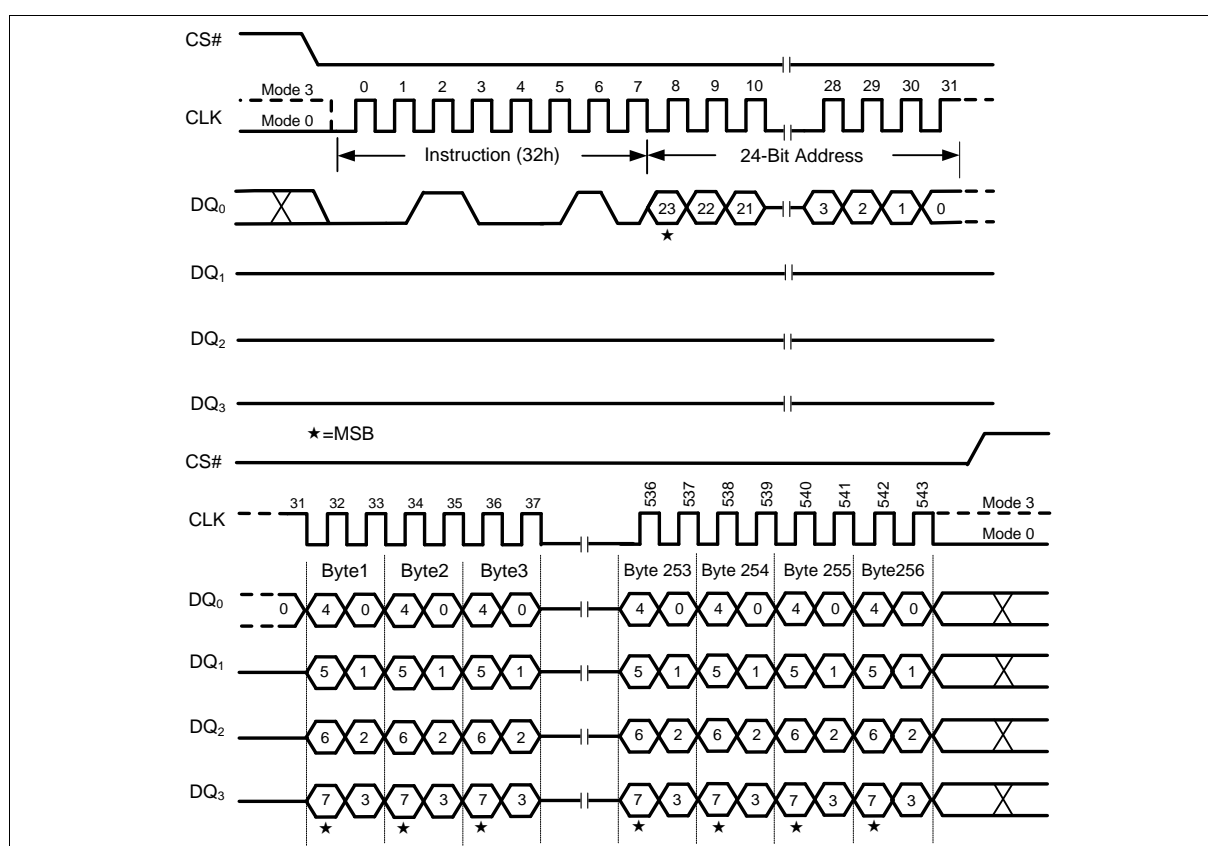 CS#
Mode 3 0 1 2 3 4 5 6 7 8 9 10 28 29 30 31
CLK
Mode 0
Instruction (32h) 24-Bit Address
DQ0 23 22 21 3 2 1 0
★
DQ1
DQ2
DQ3
★=MSB
CS#
31 32 33 34 35 36 37 536 537 538 539 540 541 542 543
CLK Mode 3
Mode 0
Byte1 Byte2 Byte3 Byte 253 Byte 254 Byte 255 Byte256
DQ0 0 4 0 4 0 4 0 4 0 4 0 4 0 4 0
DQ1 5 1 5 1 5 1 5 1 5 1 5 1 5 1
DQ2 6 2 6 2 6 2 6 2 6 2 6 2 6 2
DQ3 7 3 7 3 7 3 7 3 7 3 7 3 7 3
★ ★ ★ ★ ★ ★ ★